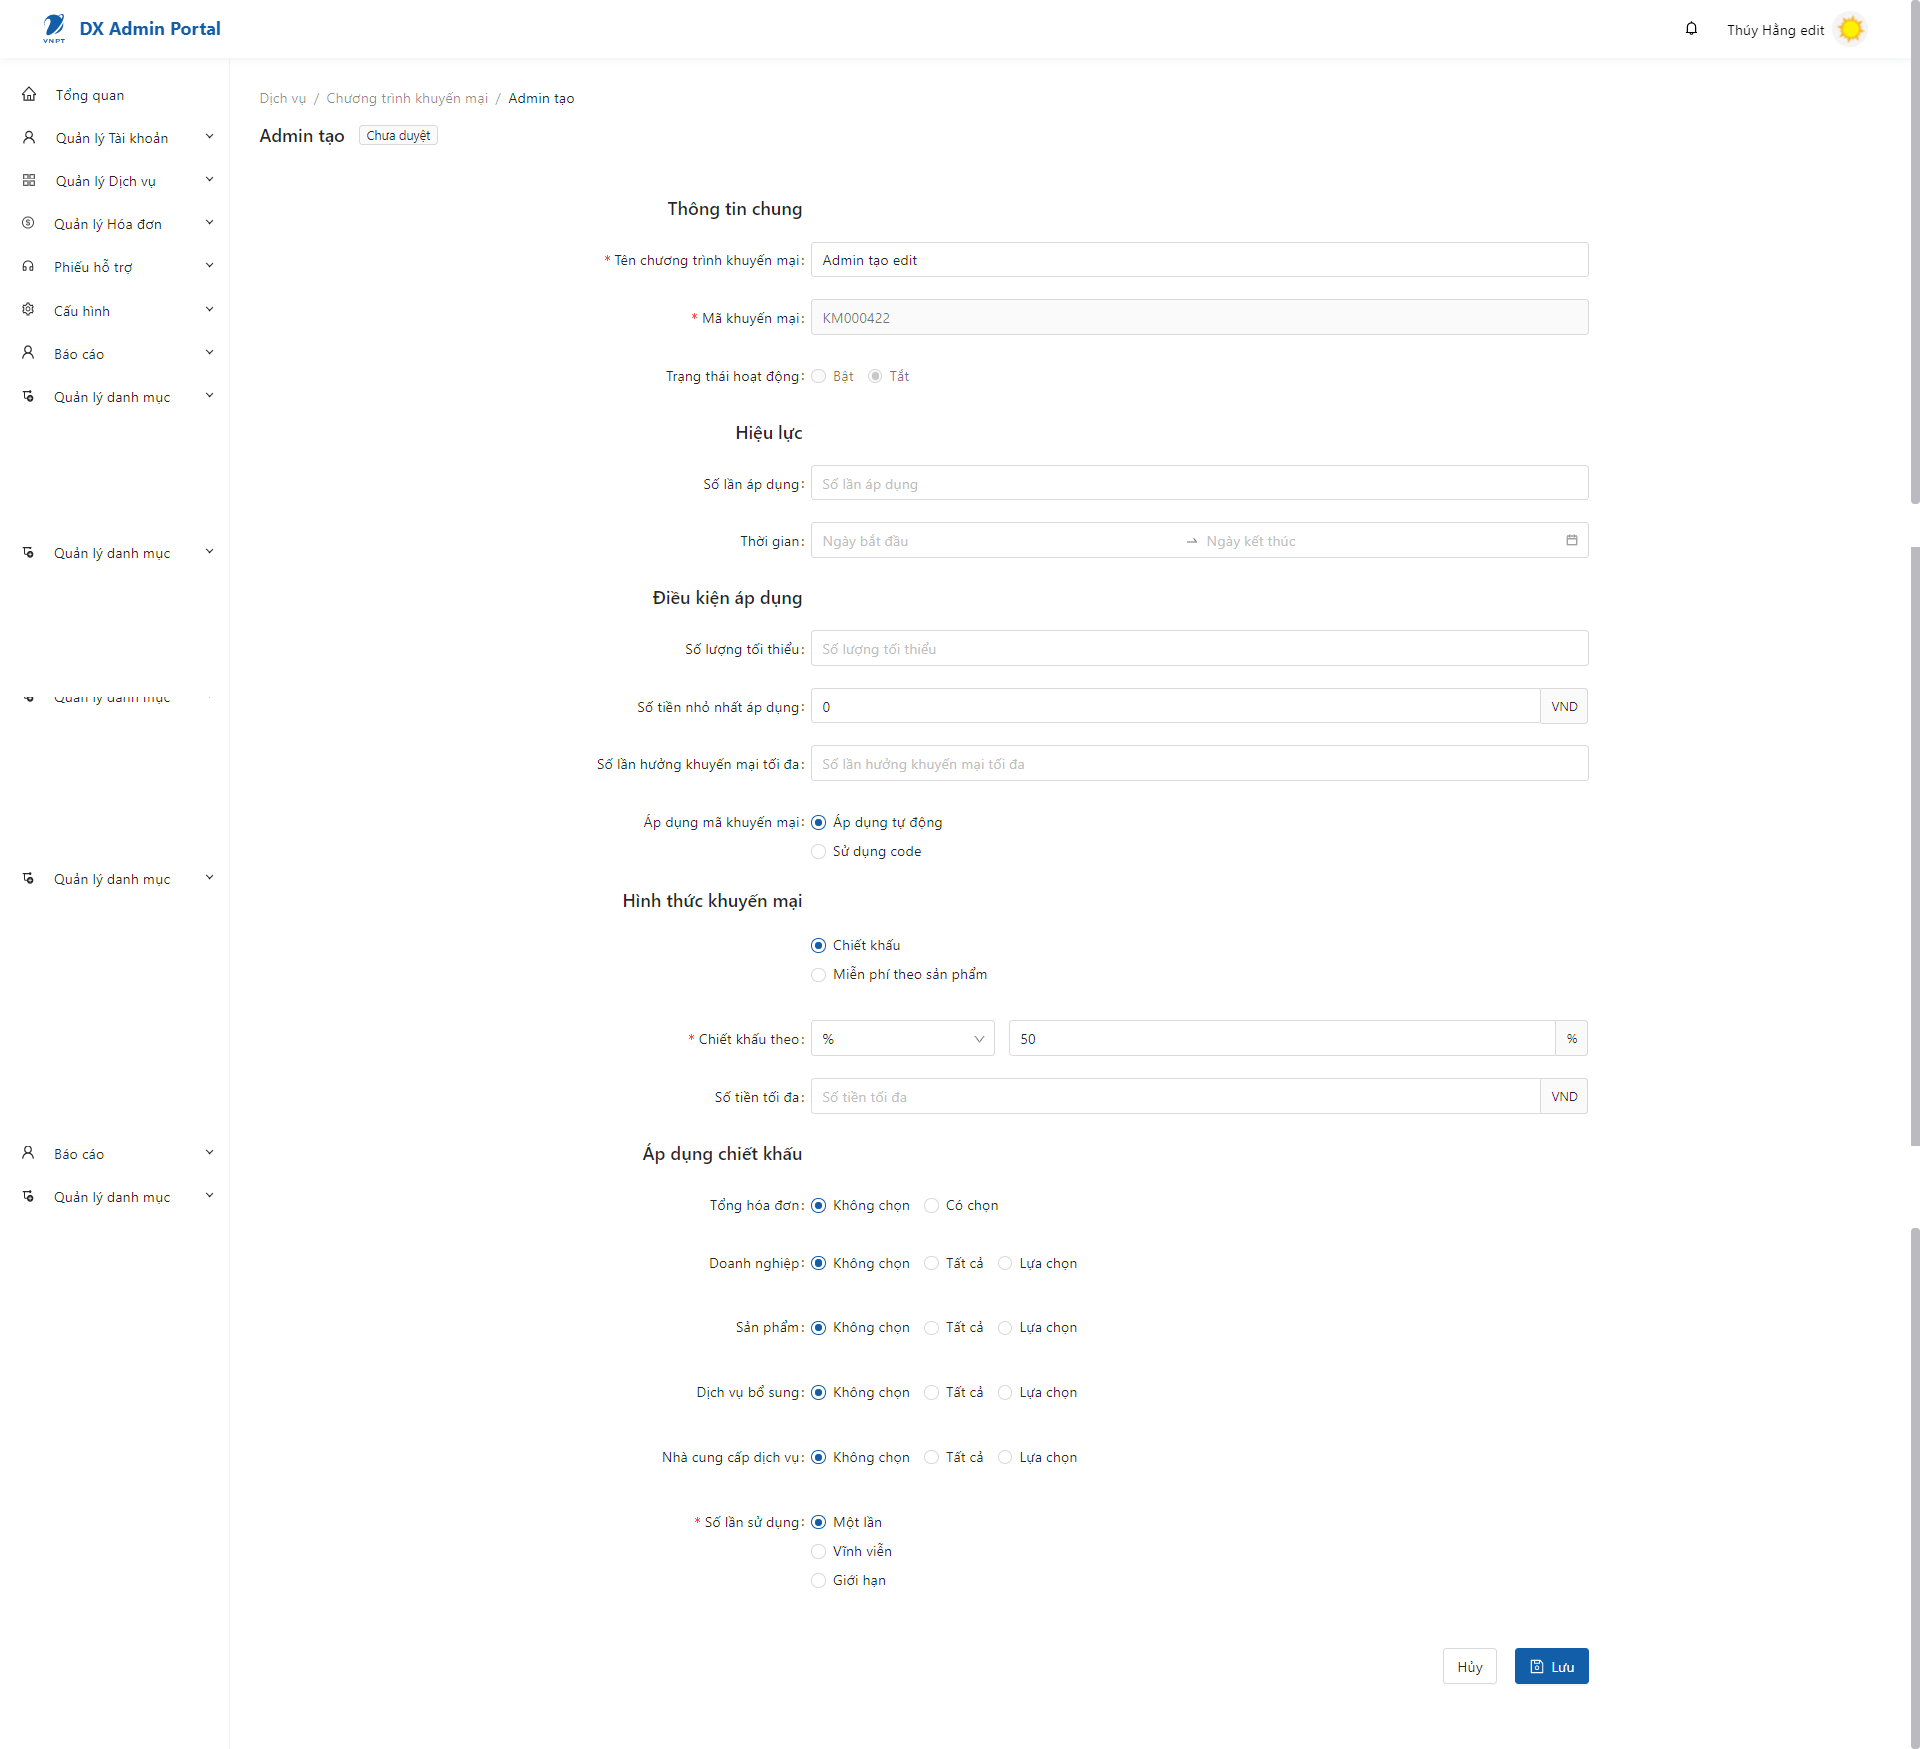 VNPT
DX Admin Portal
Thúy Hằng edit
Tổng quan
Quản lý Tài khoản
Quản lý Dịch vụ
Quản lý Hóa đơn
Phiếu hỗ trợ
Cấu hình
Báo cáo
Quản lý danh mục
Quản lý danh mục
Quản lý danh mục
Quản lý danh mục
Báo cáo
Quản lý danh mục
Dịch vụ / Chương trình khuyến mại / Admin tạo
Admin tạo Chưa duyệt
Thông tin chung
* Tên chương trình khuyến mại: Admin tạo edit
* Mã khuyến mại: KM000422
Trạng thái hoạt động: Bật Tắt
Hiệu lực
Số lần áp dụng: Số lần áp dụng
Thời gian: Ngày bắt đầu → Ngày kết thúc
Điều kiện áp dụng
Số lượng tối thiểu: Số lượng tối thiểu
Số tiền nhỏ nhất áp dụng: 0 VND
Số lần hưởng khuyến mại tối đa: Số lần hưởng khuyến mại tối đa
Áp dụng mã khuyến mại: Áp dụng tự động
Sử dụng code
Hình thức khuyến mại
Chiết khấu
Miễn phí theo sản phẩm
* Chiết khấu theo: % 50 %
Số tiền tối đa: Số tiền tối đa VND
Áp dụng chiết khấu
Tổng hóa đơn: Không chọn Có chọn
Doanh nghiệp: Không chọn Tất cả Lựa chọn
Sản phẩm: Không chọn Tất cả Lựa chọn
Dịch vụ bổ sung: Không chọn Tất cả Lựa chọn
Nhà cung cấp dịch vụ: Không chọn Tất cả Lựa chọn
* Số lần sử dụng: Một lần
Vĩnh viễn
Giới hạn
Hủy Lưu